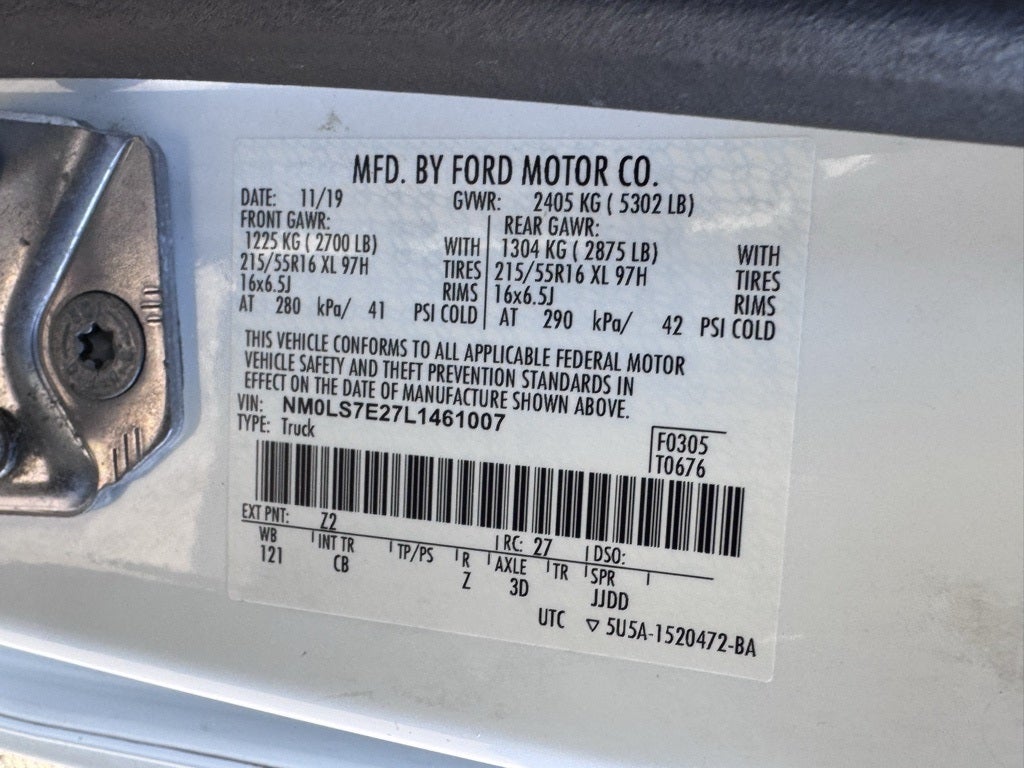 MFD. BY FORD MOTOR CO.
DATE: 11/19 GVWR: 2405 KG ( 5302 LB)
FRONT GAWR:
1225 KG ( 2700 LB) WITH
215/55R16 XL 97H TIRES
16x6.5J RIMS
AT 280 kPa/ 41 PSI COLD
REAR GAWR:
1304 KG ( 2875 LB) WITH
215/55R16 XL 97H TIRES
16x6.5J RIMS
AT 290 kPa/ 42 PSI COLD
THIS VEHICLE CONFORMS TO ALL APPLICABLE FEDERAL MOTOR
VEHICLE SAFETY AND THEFT PREVENTION STANDARDS IN
EFFECT ON THE DATE OF MANUFACTURE SHOWN ABOVE.
VIN: NM0LS7E27L1461007
TYPE: Truck
F0305
T0676
EXT PNT: Z2 RC: 27 DSO:
WB INT TR TP/PS R AXLE TR SPR
121 CB Z 3D JJDD
UTC ▽ 5U5A-1520472-BA